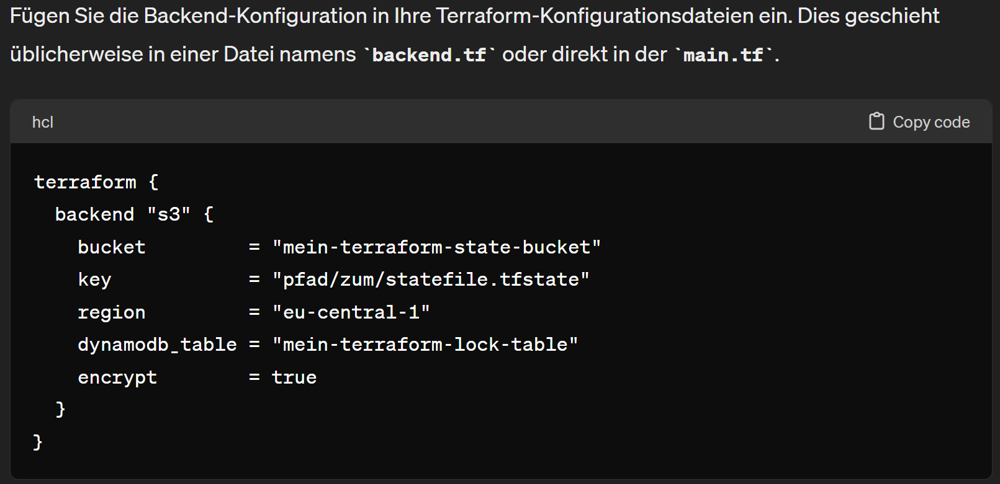 Fügen Sie die Backend-Konfiguration in Ihre Terraform-Konfigurationsdateien ein. Dies geschieht
üblicherweise in einer Datei namens `backend.tf` oder direkt in der `main.tf`.
hcl Copy code
terraform {
  backend "s3" {
    bucket         = "mein-terraform-state-bucket"
    key            = "pfad/zum/statefile.tfstate"
    region         = "eu-central-1"
    dynamodb_table = "mein-terraform-lock-table"
    encrypt        = true
  }
}